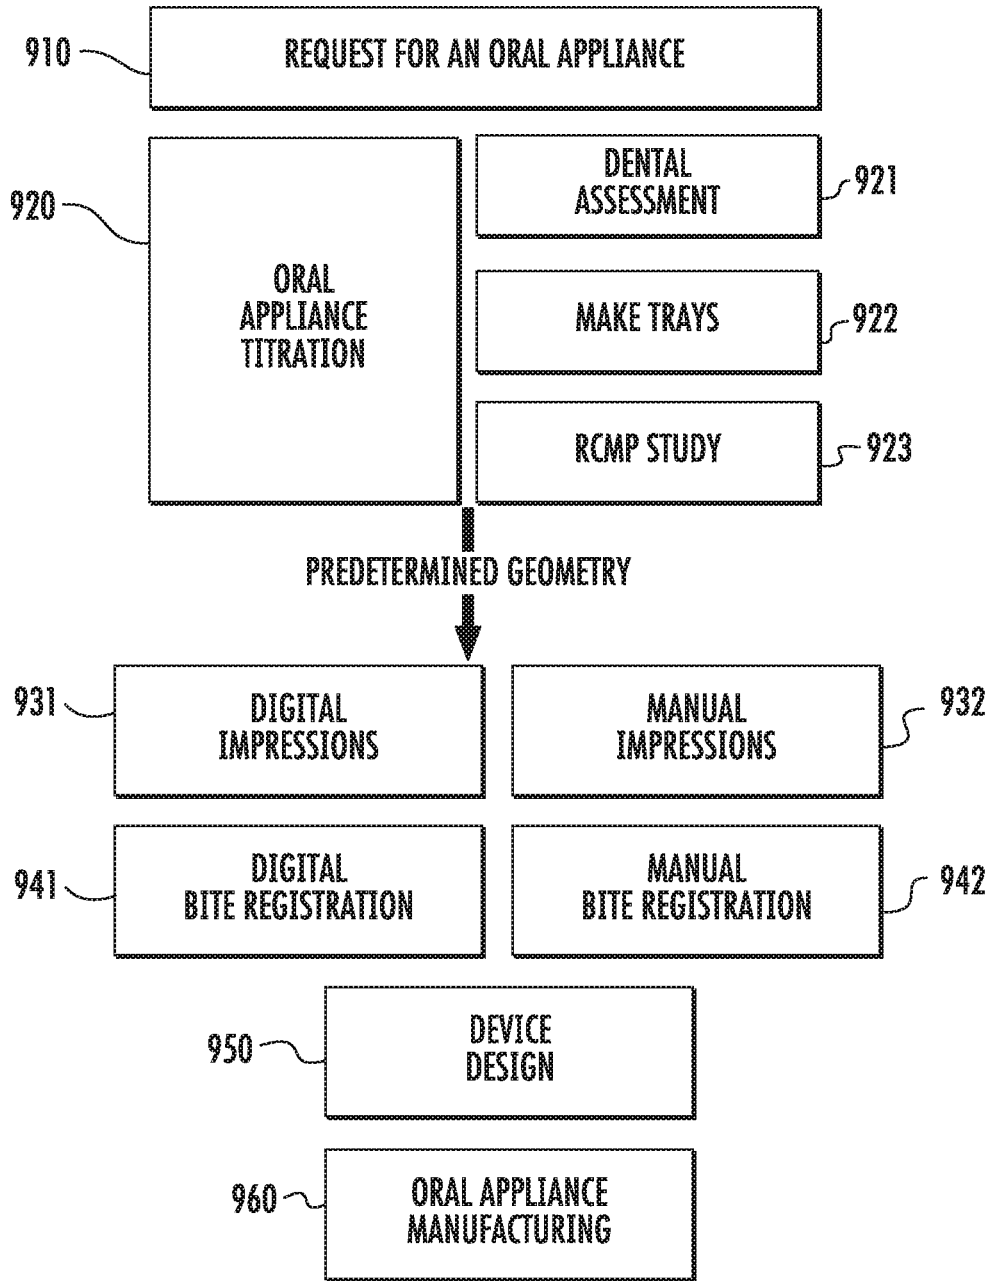 910
REQUEST FOR AN ORAL APPLIANCE
920
ORAL
APPLIANCE
TITRATION
DENTAL
ASSESSMENT
921
MAKE TRAYS
922
RCMP STUDY
923
PREDETERMINED GEOMETRY
931
DIGITAL
IMPRESSIONS
MANUAL
IMPRESSIONS
932
941
DIGITAL
BITE REGISTRATION
MANUAL
BITE REGISTRATION
942
950
DEVICE
DESIGN
960
ORAL APPLIANCE
MANUFACTURING